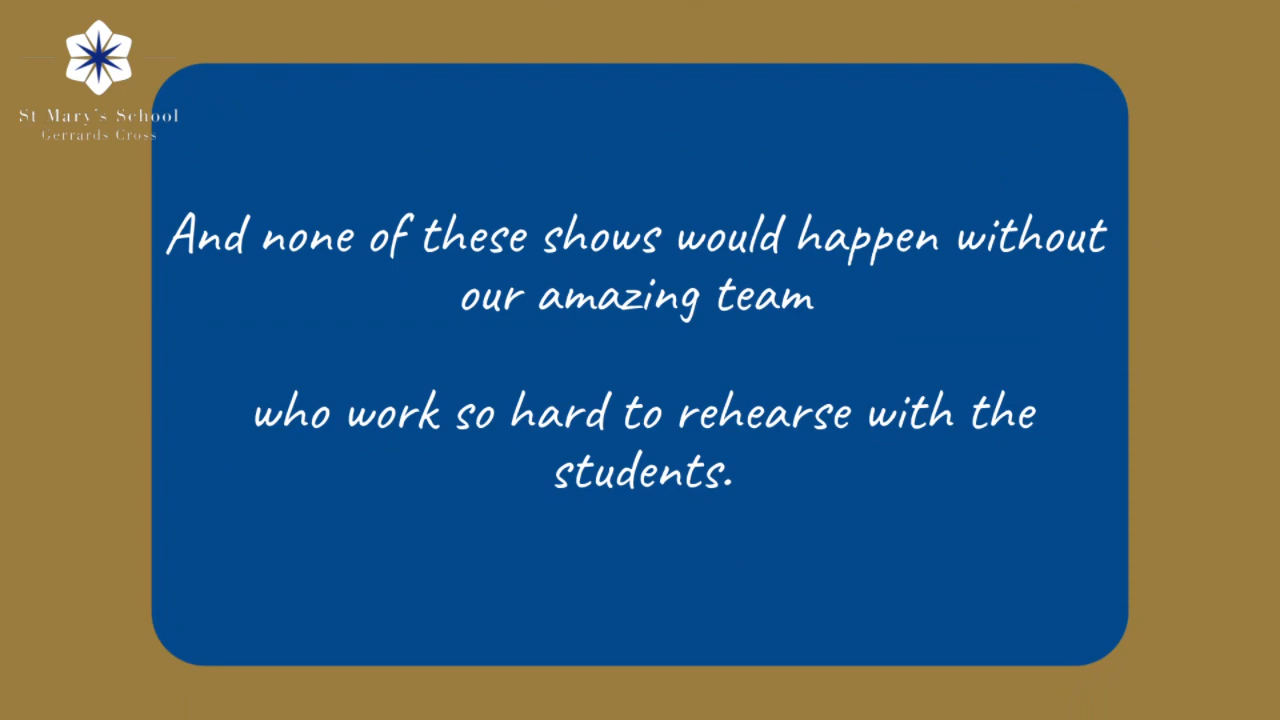 St Mary's School
Gerrards Cross
And none of these shows would happen without
our amazing team
who work so hard to rehearse with the
students.